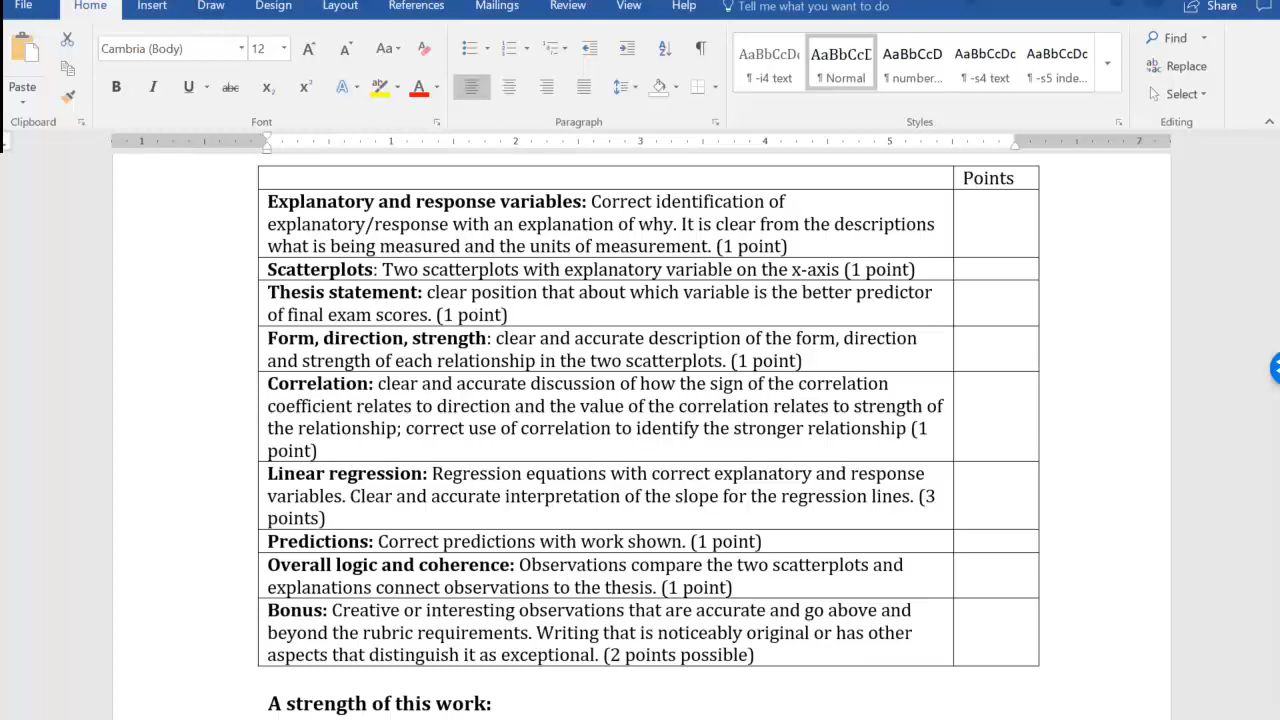 File Home Insert Draw Design Layout References Mailings Review View Help Tell me what you want to do Share
Cambria (Body) 12 Aa AaBbCcDc AaBbCcD AaBbCcD AaBbCcDc AaBbCcDc Find
Paste B I U abc x₂ x² A A ¶ -i4 text ¶ Normal ¶ number... ¶ -s4 text ¶ -s5 inde... Replace
Select
Clipboard Font Paragraph Styles Editing
1 1 2 3 4 5 7
Points
Explanatory and response variables: Correct identification of
explanatory/response with an explanation of why. It is clear from the descriptions
what is being measured and the units of measurement. (1 point)
Scatterplots: Two scatterplots with explanatory variable on the x-axis (1 point)
Thesis statement: clear position that about which variable is the better predictor
of final exam scores. (1 point)
Form, direction, strength: clear and accurate description of the form, direction
and strength of each relationship in the two scatterplots. (1 point)
Correlation: clear and accurate discussion of how the sign of the correlation
coefficient relates to direction and the value of the correlation relates to strength of
the relationship; correct use of correlation to identify the stronger relationship (1
point)
Linear regression: Regression equations with correct explanatory and response
variables. Clear and accurate interpretation of the slope for the regression lines. (3
points)
Predictions: Correct predictions with work shown. (1 point)
Overall logic and coherence: Observations compare the two scatterplots and
explanations connect observations to the thesis. (1 point)
Bonus: Creative or interesting observations that are accurate and go above and
beyond the rubric requirements. Writing that is noticeably original or has other
aspects that distinguish it as exceptional. (2 points possible)
A strength of this work: